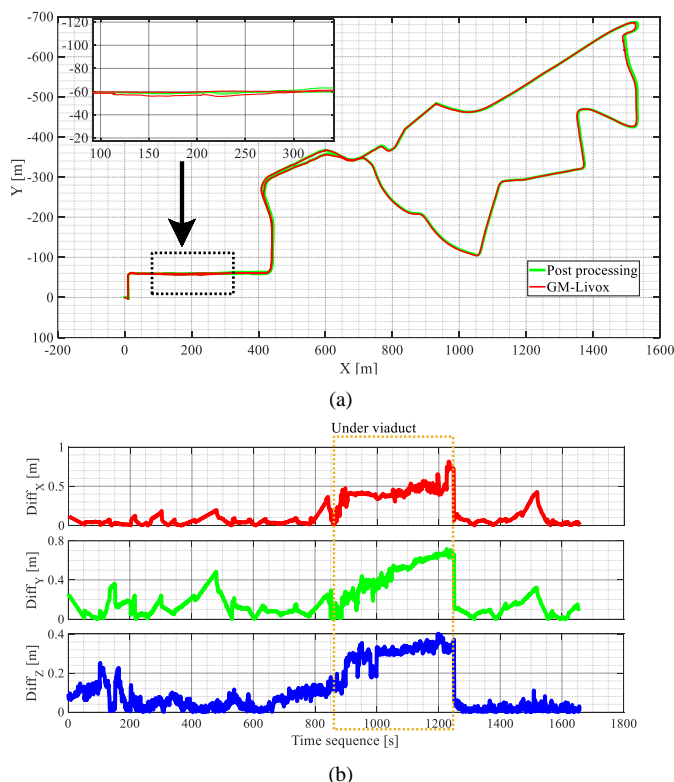 -700
-600
-500
-400
-300
-200
-100
0
100
Y [m]
-120
-100
-80
-60
-40
-20
100 150 200 250 300
Post processing
GM-Livox
-200 0 200 400 600 800 1000 1200 1400 1600
X [m]
(a)
Under viaduct
1
0.5
0
Diff_X [m]
0.8
0.4
0
Diff_Y [m]
0.4
0.2
0
Diff_Z [m]
0 200 400 600 800 1000 1200 1400 1600 1800
Time sequence [s]
(b)